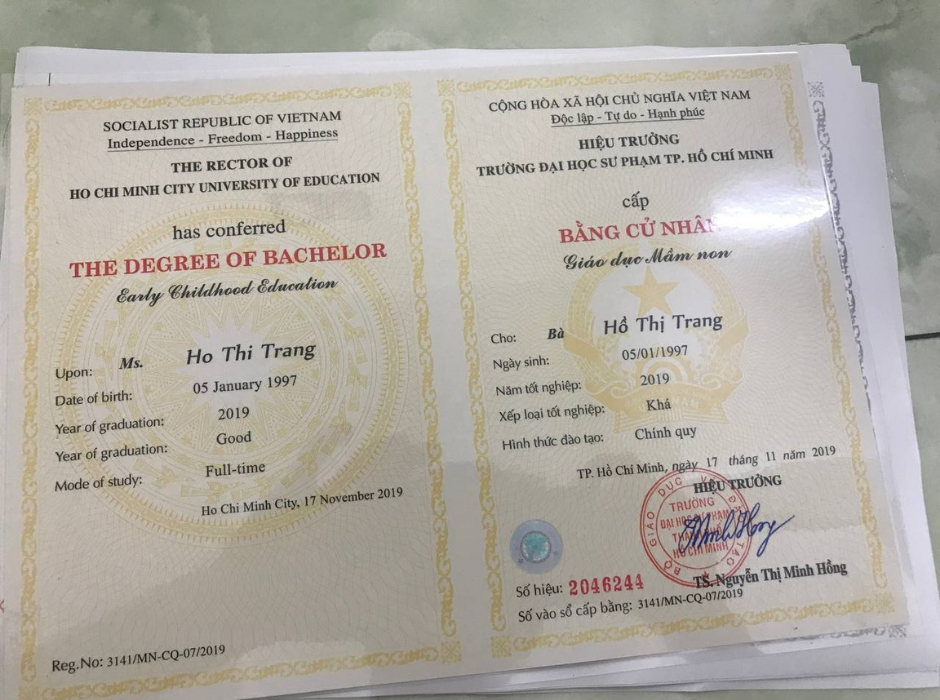 SOCIALIST REPUBLIC OF VIETNAM
Independence - Freedom - Happiness
THE RECTOR OF
HO CHI MINH CITY UNIVERSITY OF EDUCATION
has conferred
THE DEGREE OF BACHELOR
Early Childhood Education
Upon: Ms. Ho Thi Trang
Date of birth: 05 January 1997
Year of graduation: 2019
Year of graduation: Good
Mode of study: Full-time
Ho Chi Minh City, 17 November 2019
Reg.No: 3141/MN-CQ-07/2019
CỘNG HÒA XÃ HỘI CHỦ NGHĨA VIỆT NAM
Độc lập - Tự do - Hạnh phúc
HIỆU TRƯỞNG
TRƯỜNG ĐẠI HỌC SƯ PHẠM TP. HỒ CHÍ MINH
cấp
BẰNG CỬ NHÂN
Giáo dục Mầm non
Cho: Bà Hồ Thị Trang
Ngày sinh: 05/01/1997
Năm tốt nghiệp: 2019
Xếp loại tốt nghiệp: Khá
Hình thức đào tạo: Chính quy
TP. Hồ Chí Minh, ngày 17 tháng 11 năm 2019
HIỆU TRƯỞNG
TRƯỜNG
ĐẠI HỌC SƯ PHẠM
HỒ CHÍ MINH
TS. Nguyễn Thị Minh Hồng
Số hiệu: 2046244
Số vào sổ cấp bằng: 3141/MN-CQ-07/2019